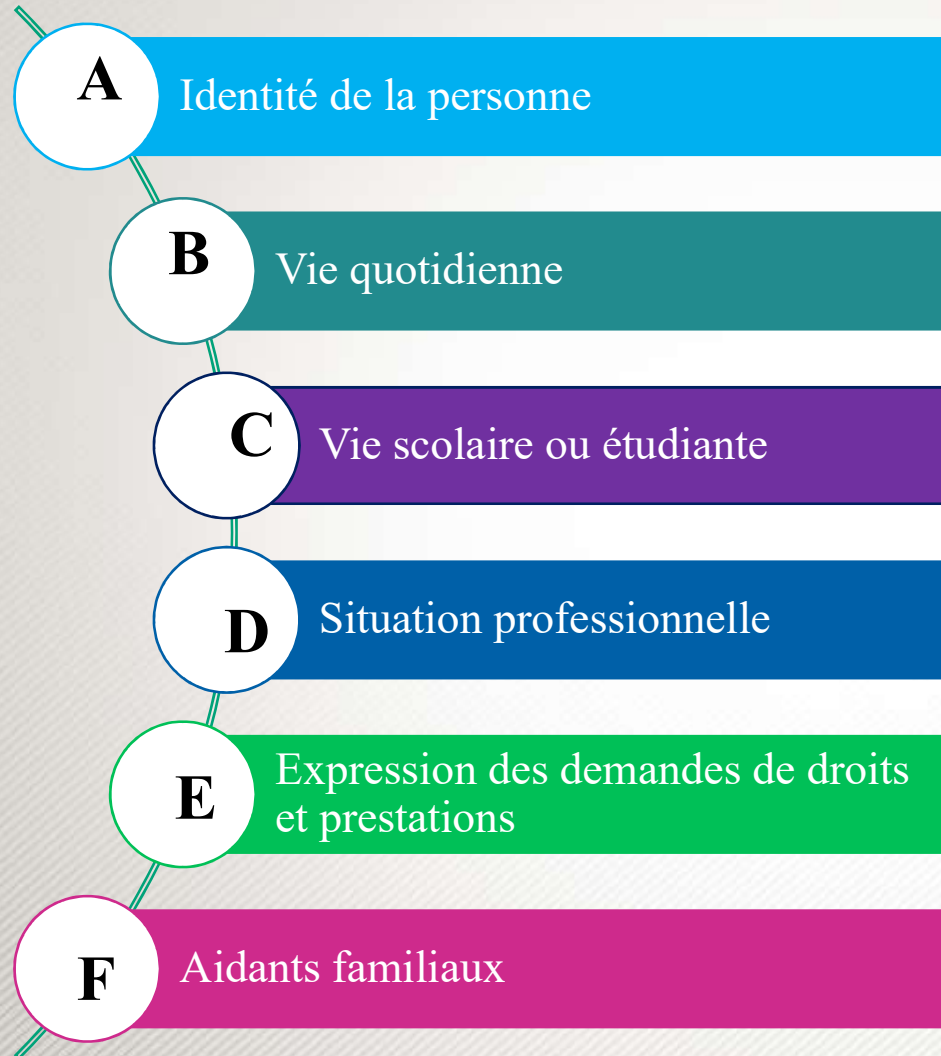 A
Identité de la personne
B
Vie quotidienne
C
Vie scolaire ou étudiante
D
Situation professionnelle
E
Expression des demandes de droits
et prestations
F
Aidants familiaux